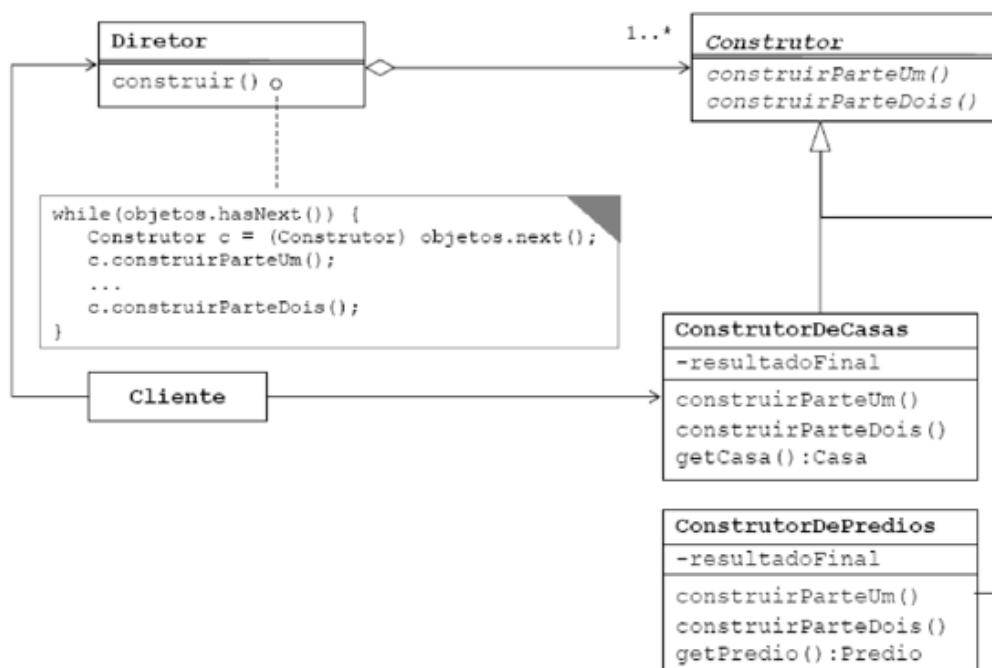 Diretor
construir()
1..*
Construtor
construirParteUm()
construirParteDois()
while(objetos.hasNext()) {
Construtor c = (Construtor) objetos.next();
c.construirParteUm();
...
c.construirParteDois();
}
Cliente
ConstrutorDeCasas
-resultadoFinal
construirParteUm()
construirParteDois()
getCasa():Casa
ConstrutorDePredios
-resultadoFinal
construirParteUm()
construirParteDois()
getPredio():Predio